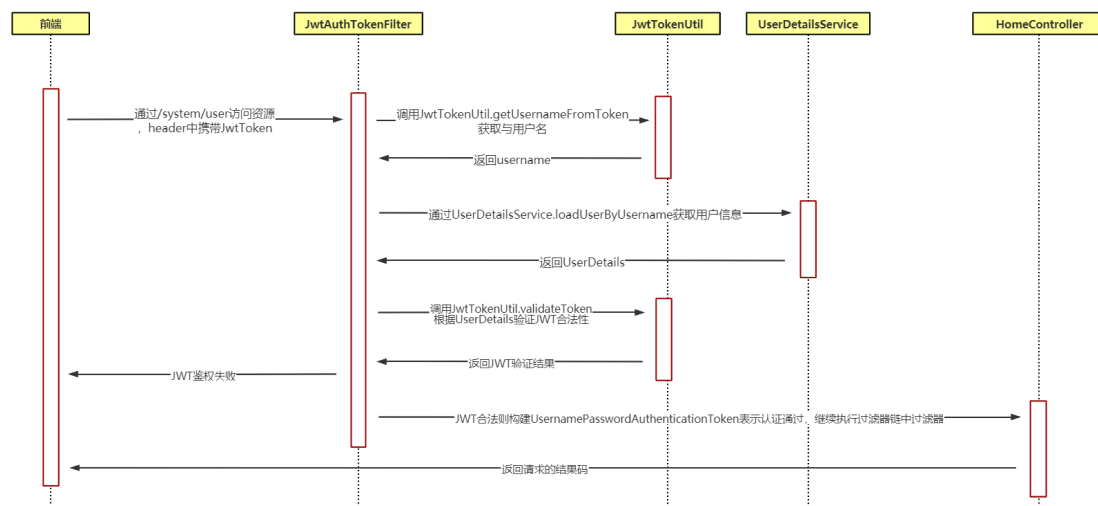 前端
JwtAuthTokenFilter
JwtTokenUtil
UserDetailsService
HomeController
通过/system/user访问资源
，header中携带JwtToken
调用JwtTokenUtil.getUsernameFromToken
获取与用户名
返回username
通过UserDetailsService.loadUserByUsername获取用户信息
返回UserDetails
调用JwtTokenUtil.validateToken
根据UserDetails验证JWT合法性
返回JWT验证结果
JWT鉴权失败
JWT合法则构建UsernamePasswordAuthenticationToken表示认证通过，继续执行过滤器链中过滤器
返回请求的结果码